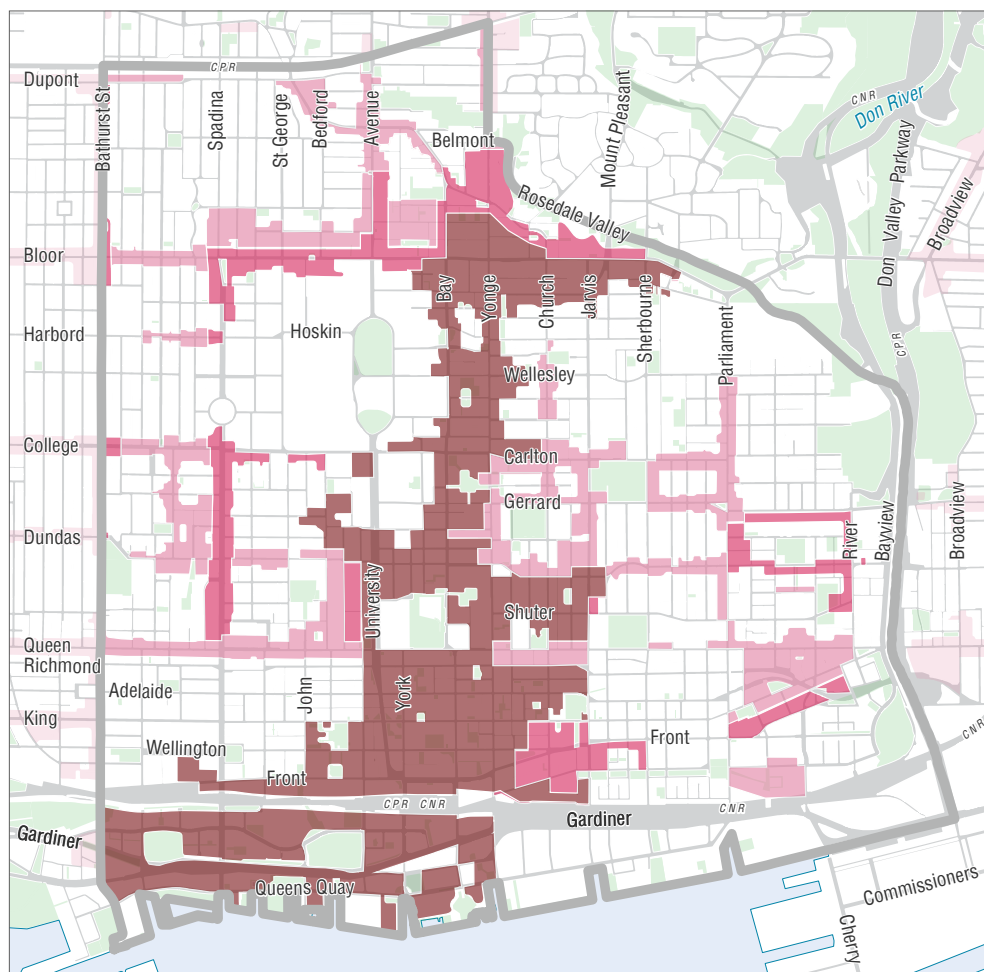 CPR
CNR
Dupont
Bathurst St
Spadina
St George
Bedford
Avenue
Belmont
Mount Pleasant
Don River
Don Valley Parkway
Broadview
Rosedale Valley
Bloor
Bay
Yonge
Church
Jarvis
Sherbourne
Parliament
CPR
Harbord
Hoskin
Wellesley
College
Carlton
Gerrard
Dundas
River
Bayview
Broadview
University
Shuter
Queen
Richmond
Adelaide
John
York
King
Wellington
Front
Front
CNR
CPR CNR
CNR
Gardiner
Gardiner
Queens Quay
Commissioners
Cherry